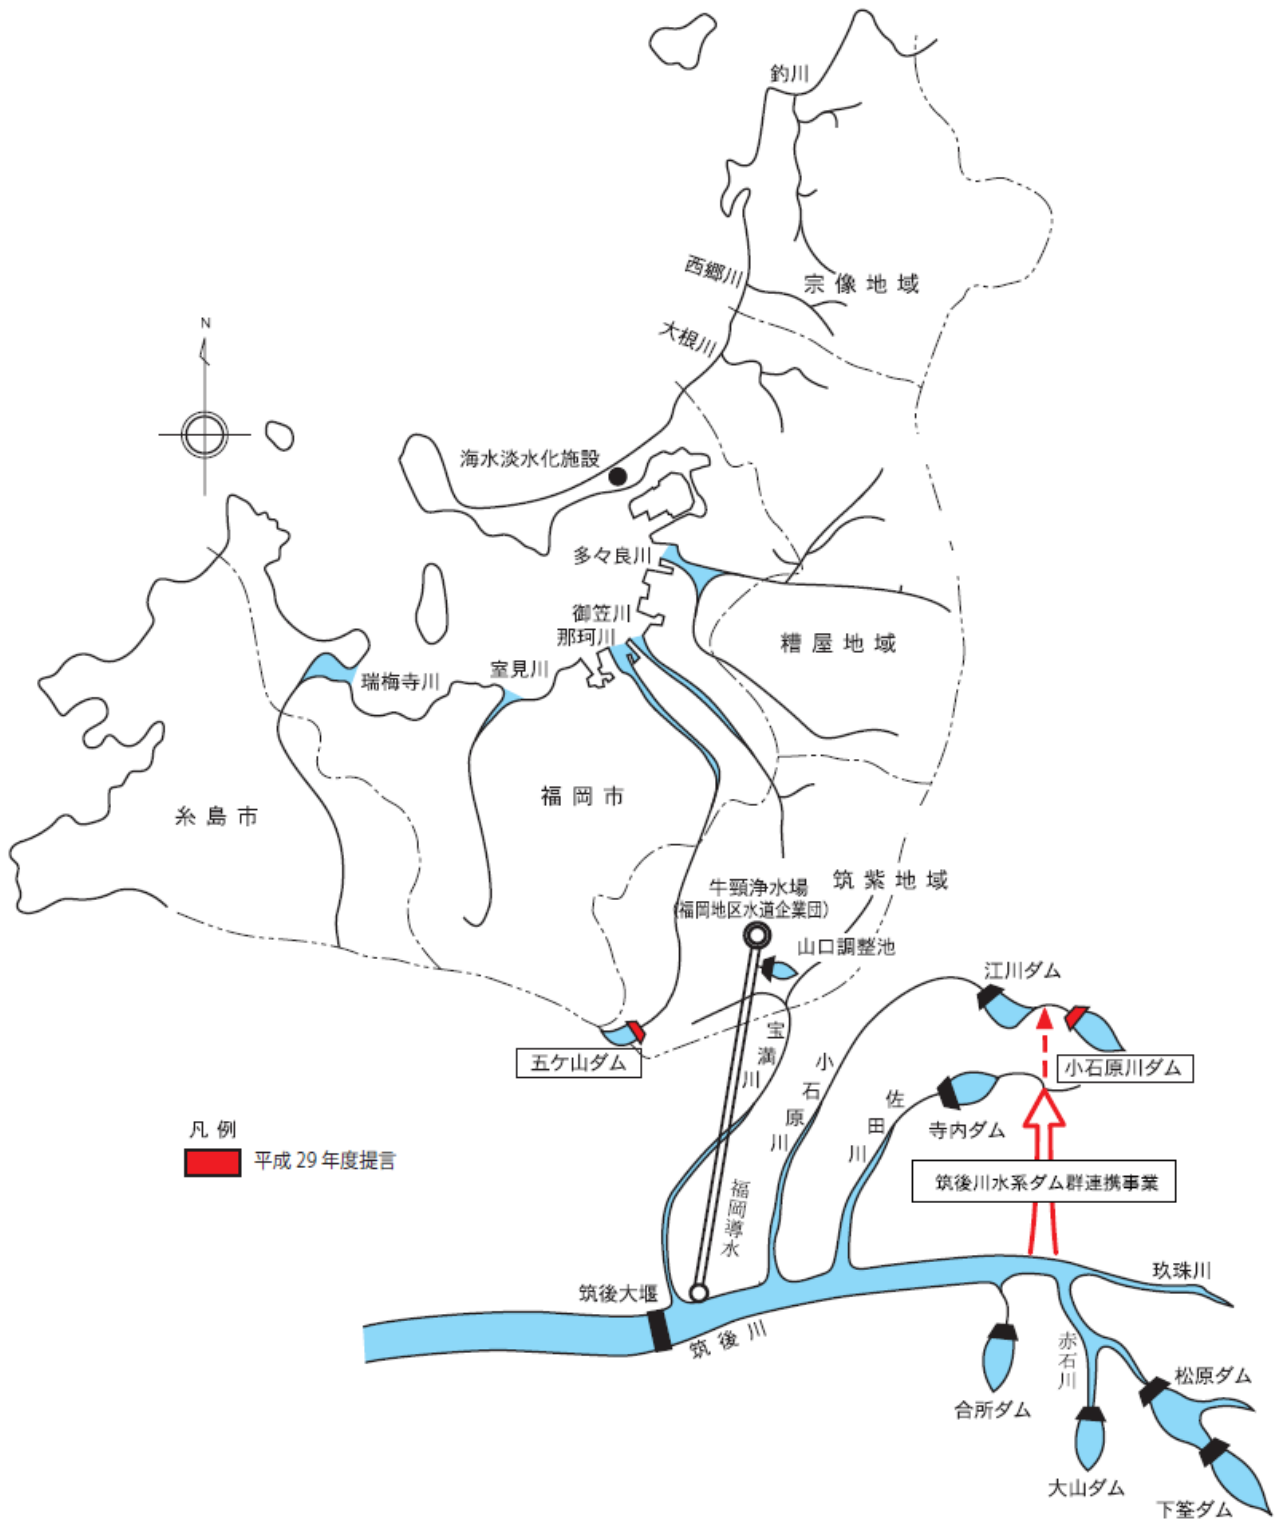 釣川
西郷川
宗像地域
大根川
N
海水淡水化施設
多々良川
御笠川
那珂川
糟屋地域
室見川
瑞梅寺川
福岡市
糸島市
筑紫地域
牛頸浄水場
(福岡地区水道企業団)
山口調整池
江川ダム
宝満川
小石原川
五ケ山ダム
小石原川ダム
佐田川
寺内ダム
凡例
平成29年度提言
筑後川水系ダム群連携事業
福岡導水
玖珠川
筑後大堰
筑後川
赤石川
松原ダム
合所ダム
大山ダム
下筌ダム